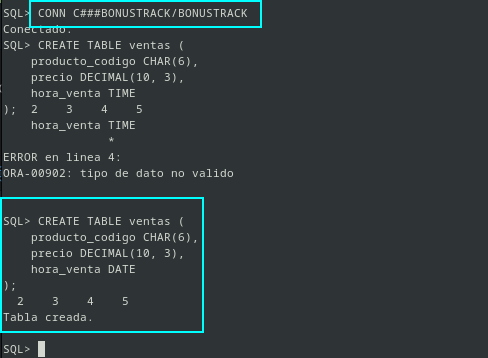 SQL> CONN C###BONUSTRACK/BONUSTRACK
Conectado.
SQL> CREATE TABLE ventas (
    producto_codigo CHAR(6),
    precio DECIMAL(10, 3),
    hora_venta TIME
);  2    3    4    5
    hora_venta TIME
               *
ERROR en linea 4:
ORA-00902: tipo de dato no valido
SQL> CREATE TABLE ventas (
    producto_codigo CHAR(6),
    precio DECIMAL(10, 3),
    hora_venta DATE
);
  2    3    4    5
Tabla creada.
SQL>